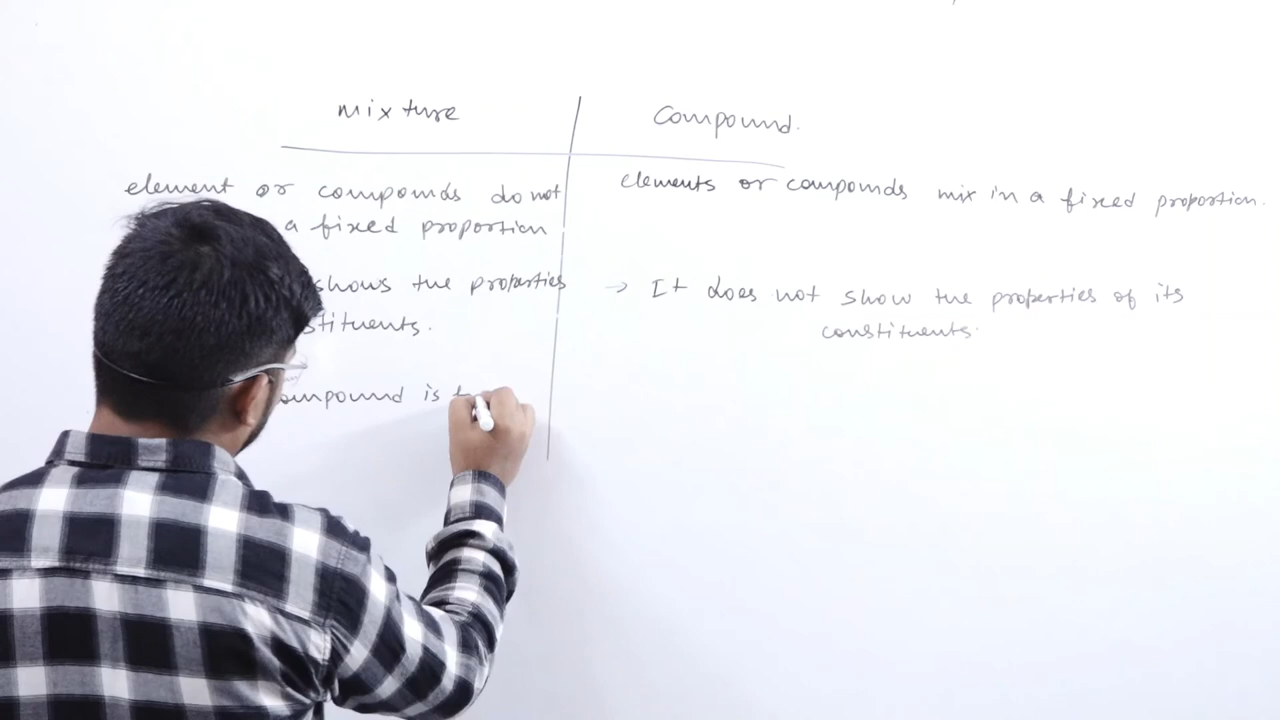 mixture
Compound.
element or compounds do not
a fixed proportion
shows the properties
stituents.
ompound is
elements or compounds mix in a fixed proportion.
→ It does not show the properties of its
constituents.